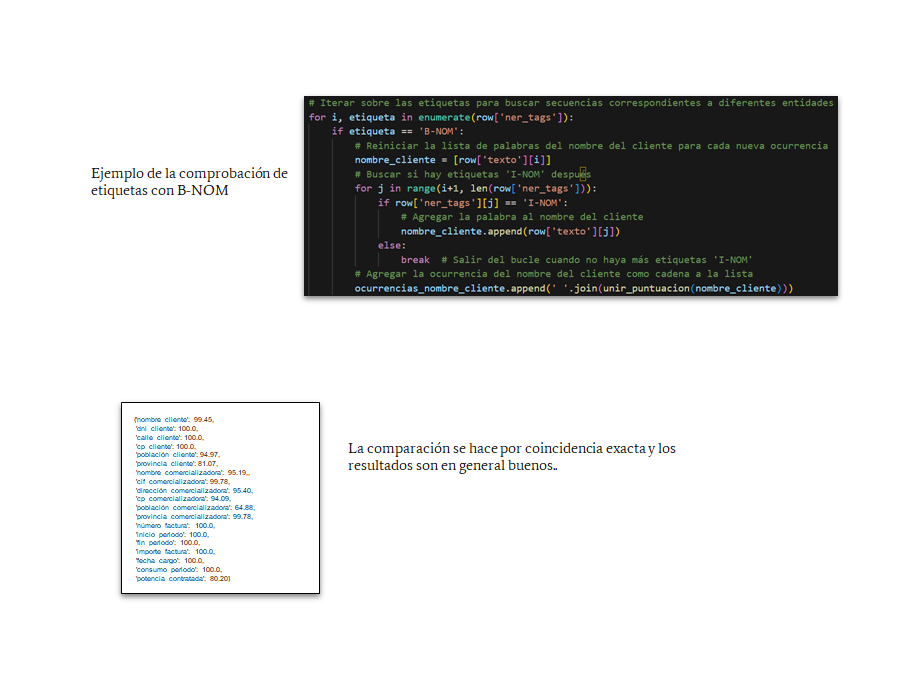 # Iterar sobre las etiquetas para buscar secuencias correspondientes a diferentes entidades
for i, etiqueta in enumerate(row['ner_tags']):
if etiqueta == 'B-NOM':
# Reiniciar la lista de palabras del nombre del cliente para cada nueva ocurrencia
nombre_cliente = [row['texto'][i]]
# Buscar si hay etiquetas 'I-NOM' despues
for j in range(i+1, len(row['ner_tags'])):
if row['ner_tags'][j] == 'I-NOM':
# Agregar la palabra al nombre del cliente
nombre_cliente.append(row['texto'][j])
else:
break  # Salir del bucle cuando no haya más etiquetas 'I-NOM'
# Agregar la ocurrencia del nombre del cliente como cadena a la lista
ocurrencias_nombre_cliente.append(' '.join(unir_puntuacion(nombre_cliente)))
Ejemplo de la comprobación de
etiquetas con B-NOM
{'nombre_cliente': 99.45,
'dni_cliente': 100.0,
'calle_cliente': 100.0,
'cp_cliente': 100.0,
'población_cliente': 94.97,
'provincia_cliente': 81.07,
'nombre_comercializadora': 95.19,,
'cif_comercializadora': 99.78,
'dirección_comercializadora': 95.40,
'cp_comercializadora': 94.09,
'población_comercializadora': 64.88,
'provincia_comercializadora': 99.78,
'número_factura': 100.0,
'inicio_periodo': 100.0,
'fin_periodo': 100.0,
'importe_factura': 100.0,
'fecha_cargo': 100.0,
'consumo_periodo': 100.0,
'potencia_contratada': 80.20}
La comparación se hace por coincidencia exacta y los
resultados son en general buenos..